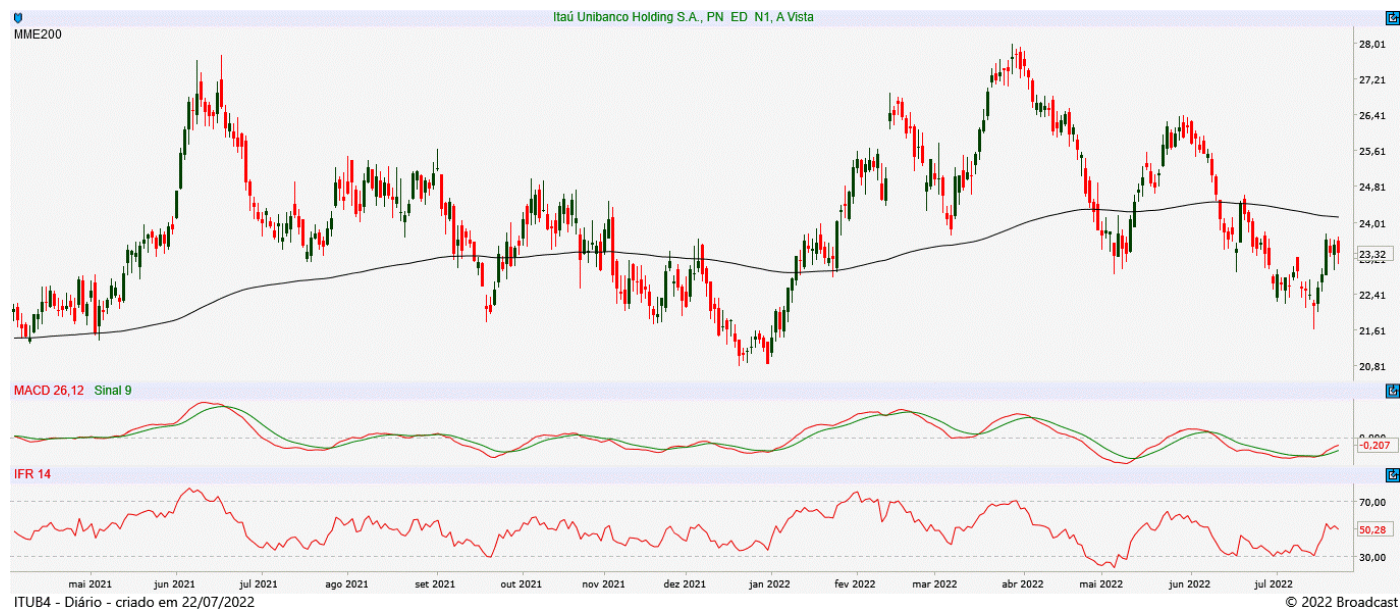 Itaú Unibanco Holding S.A., PN ED N1, A Vista
MME200
28,01
27,21
26,41
25,61
24,81
24,01
23,32
22,41
21,61
20,81
MACD 26,12 Sinal 9
0,000
-0,207
IFR 14
70,00
50,28
30,00
mai 2021 jun 2021 jul 2021 ago 2021 set 2021 out 2021 nov 2021 dez 2021 jan 2022 fev 2022 mar 2022 abr 2022 mai 2022 jun 2022 jul 2022
ITUB4 - Diário - criado em 22/07/2022 © 2022 Broadcast